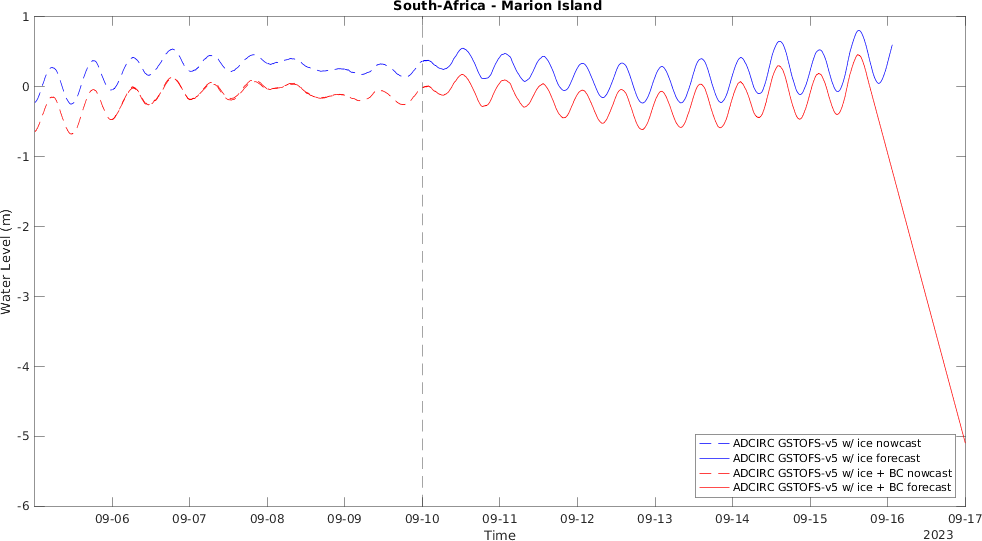 South-Africa - Marion Island
1
0
-1
-2
-3
-4
-5
-6
Water Level (m)
09-06 09-07 09-08 09-09 09-10 09-11 09-12 09-13 09-14 09-15 09-16 09-17
Time
2023
ADCIRC GSTOFS-v5 w/ ice nowcast
ADCIRC GSTOFS-v5 w/ ice forecast
ADCIRC GSTOFS-v5 w/ ice + BC nowcast
ADCIRC GSTOFS-v5 w/ ice + BC forecast